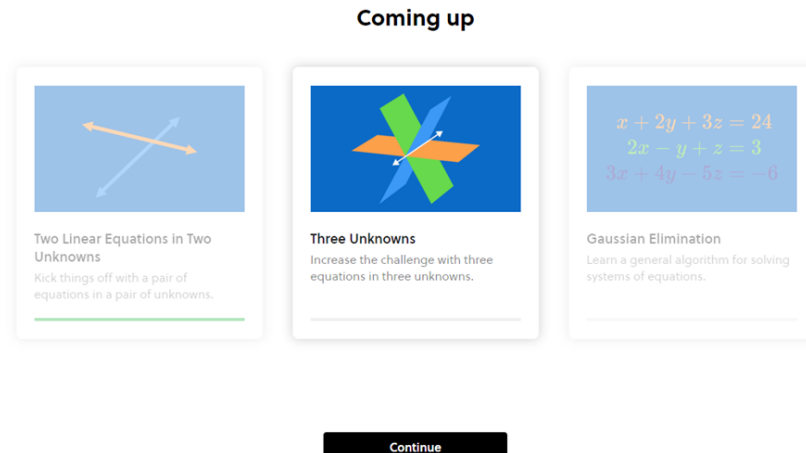 Coming up
Two Linear Equations in Two
Unknowns
Kick things off with a pair of
equations in a pair of unknowns.
Three Unknowns
Increase the challenge with three
equations in three unknowns.
x + 2y + 3z = 24
2x − y + z = 3
3x + 4y − 5z = −6
Gaussian Elimination
Learn a general algorithm for solving
systems of equations.
Continue